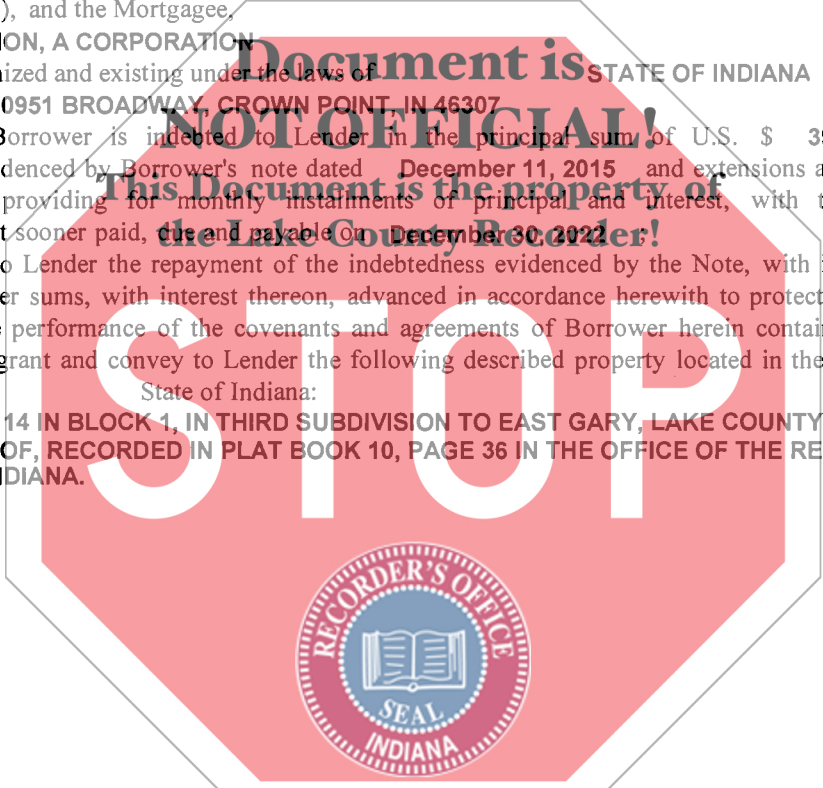 ), and the Mortgagee,
ON, A CORPORATION
Document is
ized and existing under the laws of STATE OF INDIANA
0951 BROADWAY, CROWN POINT, IN 46307
NOT OFFICIAL!
Borrower is indebted to Lender in the principal sum of U.S. $ 3
denced by Borrower's note dated December 11, 2015 and extensions a
This Document is the property of
providing for monthly installments of principal and interest, with
t sooner paid, due and payable on December 30, 2022 ;
the Lake County Recorder!
o Lender the repayment of the indebtedness evidenced by the Note, with
er sums, with interest thereon, advanced in accordance herewith to protect
performance of the covenants and agreements of Borrower herein contai
grant and convey to Lender the following described property located in the
State of Indiana:
14 IN BLOCK 1, IN THIRD SUBDIVISION TO EAST GARY, LAKE COUNTY
OF, RECORDED IN PLAT BOOK 10, PAGE 36 IN THE OFFICE OF THE RE
DIANA.
STOP
RECORDER'S OFFICE
SEAL
INDIANA